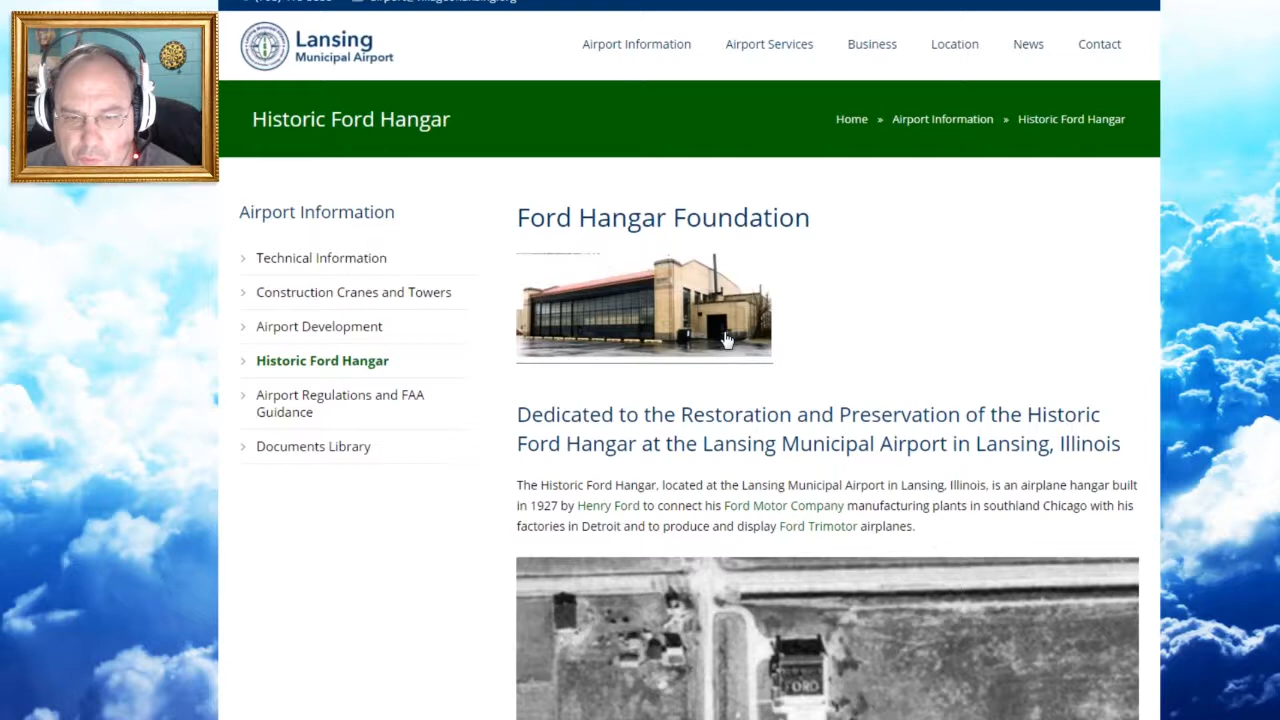 Lansing
Municipal Airport
Airport Information
Airport Services
Business
Location
News
Contact
Historic Ford Hangar
Home » Airport Information » Historic Ford Hangar
Airport Information
Technical Information
Construction Cranes and Towers
Airport Development
Historic Ford Hangar
Airport Regulations and FAA
Guidance
Documents Library
Ford Hangar Foundation
Dedicated to the Restoration and Preservation of the Historic
Ford Hangar at the Lansing Municipal Airport in Lansing, Illinois
The Historic Ford Hangar, located at the Lansing Municipal Airport in Lansing, Illinois, is an airplane hangar built
in 1927 by Henry Ford to connect his Ford Motor Company manufacturing plants in southland Chicago with his
factories in Detroit and to produce and display Ford Trimotor airplanes.
FORD